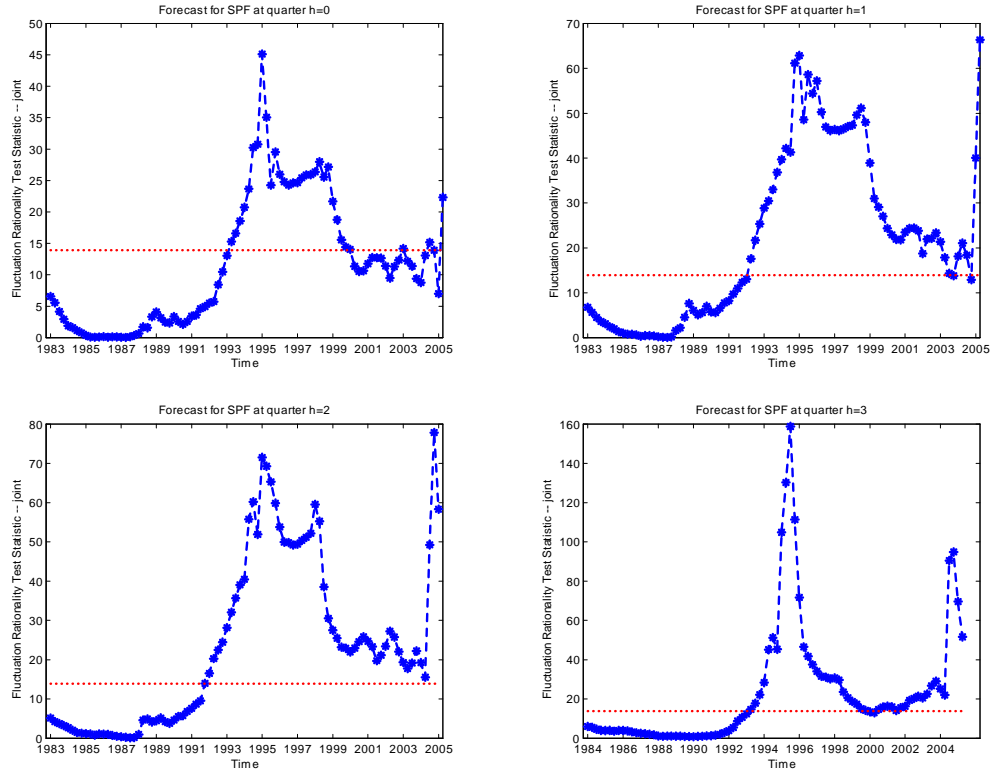 Forecast for SPF at quarter h=0
Fluctuation Rationality Test Statistic -- joint
50
45
40
35
30
25
20
15
10
5
0
1983 1985 1987 1989 1991 1993 1995 1997 1999 2001 2003 2005
Time
Forecast for SPF at quarter h=1
Fluctuation Rationality Test Statistic -- joint
70
60
50
40
30
20
10
0
1983 1985 1987 1989 1991 1993 1995 1997 1999 2001 2003 2005
Time
Forecast for SPF at quarter h=2
Fluctuation Rationality Test Statistic -- joint
80
70
60
50
40
30
20
10
0
1983 1985 1987 1989 1991 1993 1995 1997 1999 2001 2003 2005
Time
Forecast for SPF at quarter h=3
Fluctuation Rationality Test Statistic -- joint
160
140
120
100
80
60
40
20
0
1984 1986 1988 1990 1992 1994 1996 1998 2000 2002 2004
Time